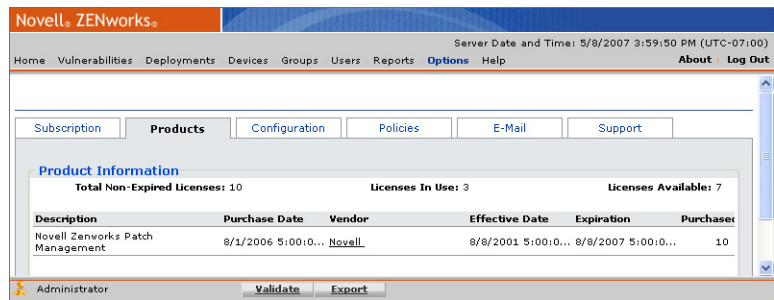 Novell® ZENworks®
Server Date and Time: 5/8/2007 3:59:50 PM (UTC-07:00)
Home Vulnerabilities Deployments Devices Groups Users Reports Options Help About | Log Out
Subscription Products Configuration Policies E-Mail Support
Product Information
Total Non-Expired Licenses: 10 Licenses In Use: 3 Licenses Available: 7
Description Purchase Date Vendor Effective Date Expiration Purchased
Novell Zenworks Patch Management 8/1/2006 5:00:0... Novell 8/8/2001 5:00:0... 8/8/2007 5:00:0... 10
Administrator Validate Export